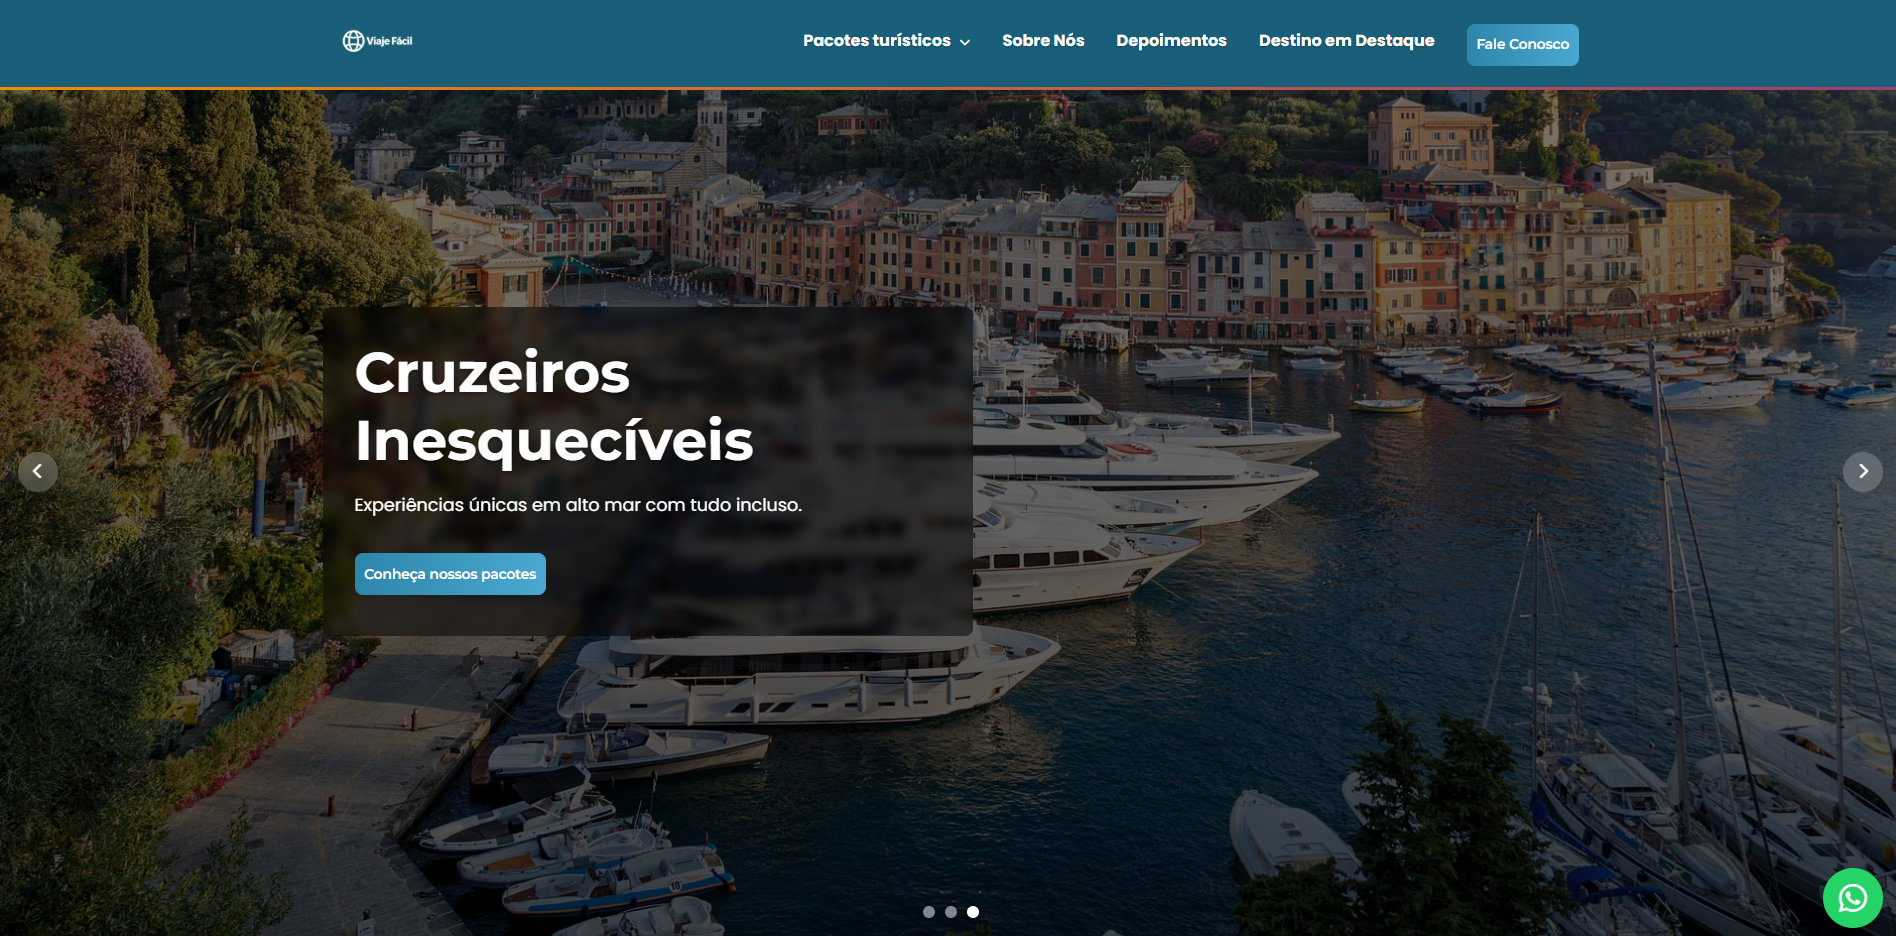 Viaje Fácil
Pacotes turísticos
Sobre Nós
Depoimentos
Destino em Destaque
Fale Conosco
Cruzeiros
Inesquecíveis
Experiências únicas em alto mar com tudo incluso.
Conheça nossos pacotes
10